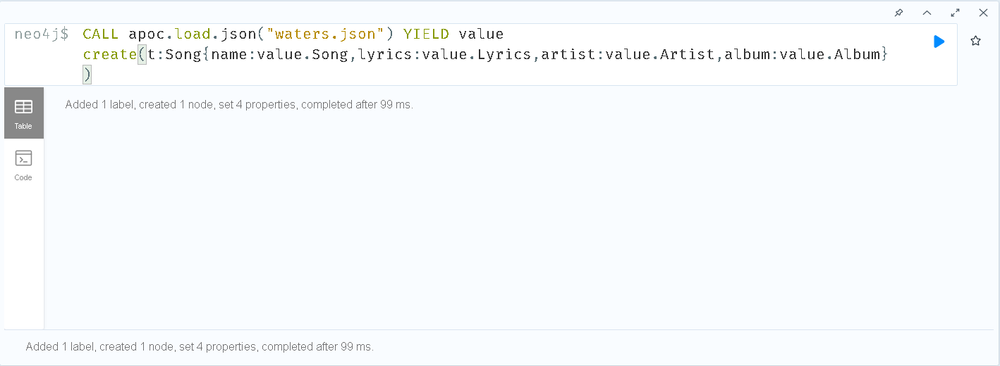 neo4j$ CALL apoc.load.json("waters.json") YIELD value
create(t:Song{name:value.Song,lyrics:value.Lyrics,artist:value.Artist,album:value.Album}
)
Added 1 label, created 1 node, set 4 properties, completed after 99 ms.
Table
Code
Added 1 label, created 1 node, set 4 properties, completed after 99 ms.